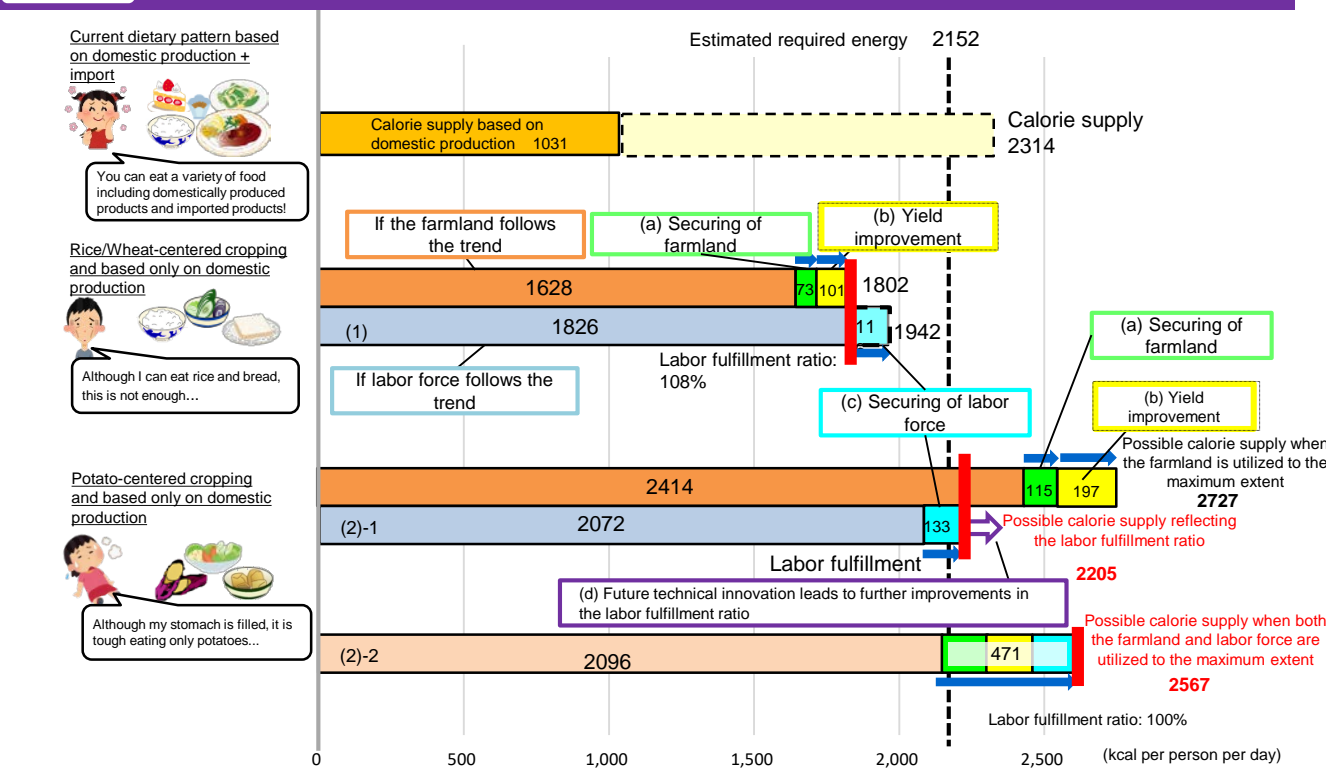 Current dietary pattern based
on domestic production +
import
Estimated required energy 2152
Calorie supply based on
domestic production 1031
Calorie supply
2314
You can eat a variety of food
including domestically produced
products and imported products!
If the farmland follows
the trend
(a) Securing of
farmland
(b) Yield
improvement
Rice/Wheat-centered cropping
and based only on domestic
production
1628
73
101
1802
(1)
1826
11
1942
Labor fulfillment ratio:
108%
Although I can eat rice and bread,
this is not enough…
If labor force follows the
trend
(c) Securing of labor
force
(a) Securing of
farmland
(b) Yield
improvement
Possible calorie supply when
the farmland is utilized to the
maximum extent
2727
Potato-centered cropping
and based only on domestic
production
2414
115
197
(2)-1
2072
133
Possible calorie supply reflecting
the labor fulfillment ratio
2205
Labor fulfillment
(d) Future technical innovation leads to further improvements in
the labor fulfillment ratio
Although my stomach is filled, it is
tough eating only potatoes…
(2)-2
2096
471
Possible calorie supply when both
the farmland and labor force are
utilized to the maximum extent
2567
Labor fulfillment ratio: 100%
0
500
1,000
1,500
2,000
2,500
(kcal per person per day)